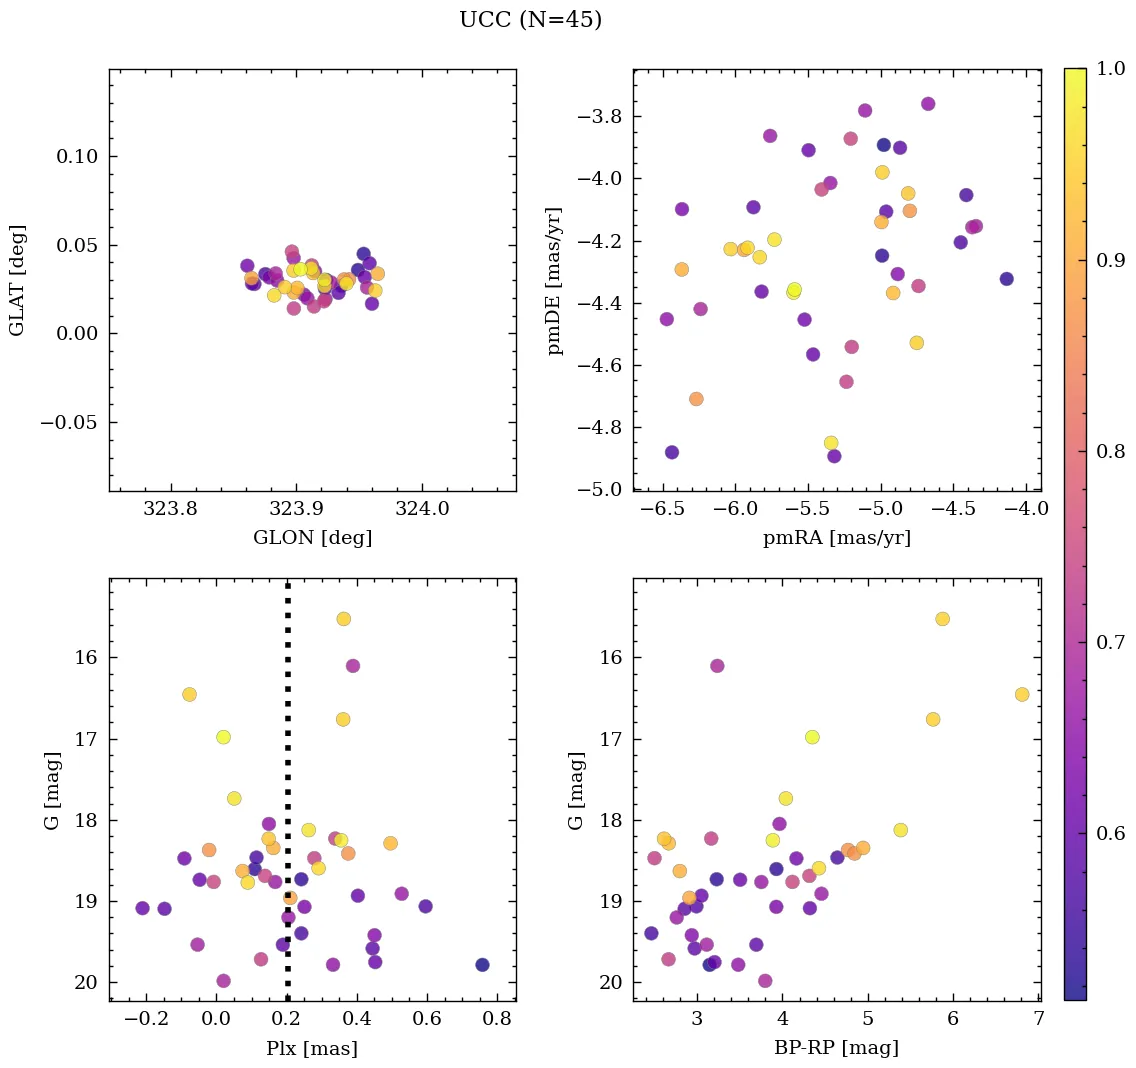 UCC (N=45)
0.10
0.05
0.00
−0.05
GLAT [deg]
323.8 323.9 324.0
GLON [deg]
−3.8
−4.0
−4.2
−4.4
−4.6
−4.8
−5.0
pmDE [mas/yr]
−6.5 −6.0 −5.5 −5.0 −4.5 −4.0
pmRA [mas/yr]
1.0
0.9
0.8
0.7
0.6
16
17
18
19
20
G [mag]
−0.2 0.0 0.2 0.4 0.6 0.8
Plx [mas]
16
17
18
19
20
G [mag]
3 4 5 6 7
BP-RP [mag]